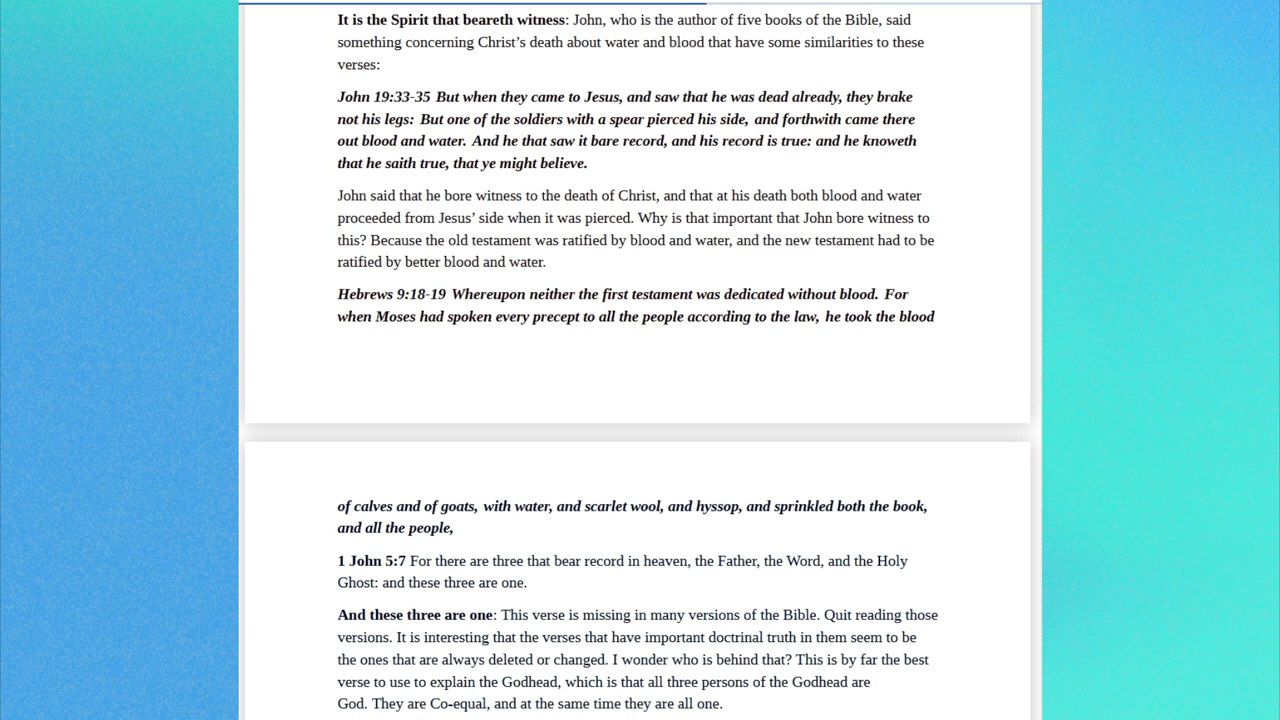 It is the Spirit that beareth witness: John, who is the author of five books of the Bible, said
something concerning Christ’s death about water and blood that have some similarities to these
verses:
John 19:33-35 But when they came to Jesus, and saw that he was dead already, they brake
not his legs: But one of the soldiers with a spear pierced his side, and forthwith came there
out blood and water. And he that saw it bare record, and his record is true: and he knoweth
that he saith true, that ye might believe.
John said that he bore witness to the death of Christ, and that at his death both blood and water
proceeded from Jesus’ side when it was pierced. Why is that important that John bore witness to
this? Because the old testament was ratified by blood and water, and the new testament had to be
ratified by better blood and water.
Hebrews 9:18-19 Whereupon neither the first testament was dedicated without blood. For
when Moses had spoken every precept to all the people according to the law, he took the blood
of calves and of goats, with water, and scarlet wool, and hyssop, and sprinkled both the book,
and all the people,
1 John 5:7 For there are three that bear record in heaven, the Father, the Word, and the Holy
Ghost: and these three are one.
And these three are one: This verse is missing in many versions of the Bible. Quit reading those
versions. It is interesting that the verses that have important doctrinal truth in them seem to be
the ones that are always deleted or changed. I wonder who is behind that? This is by far the best
verse to use to explain the Godhead, which is that all three persons of the Godhead are
God. They are Co-equal, and at the same time they are all one.